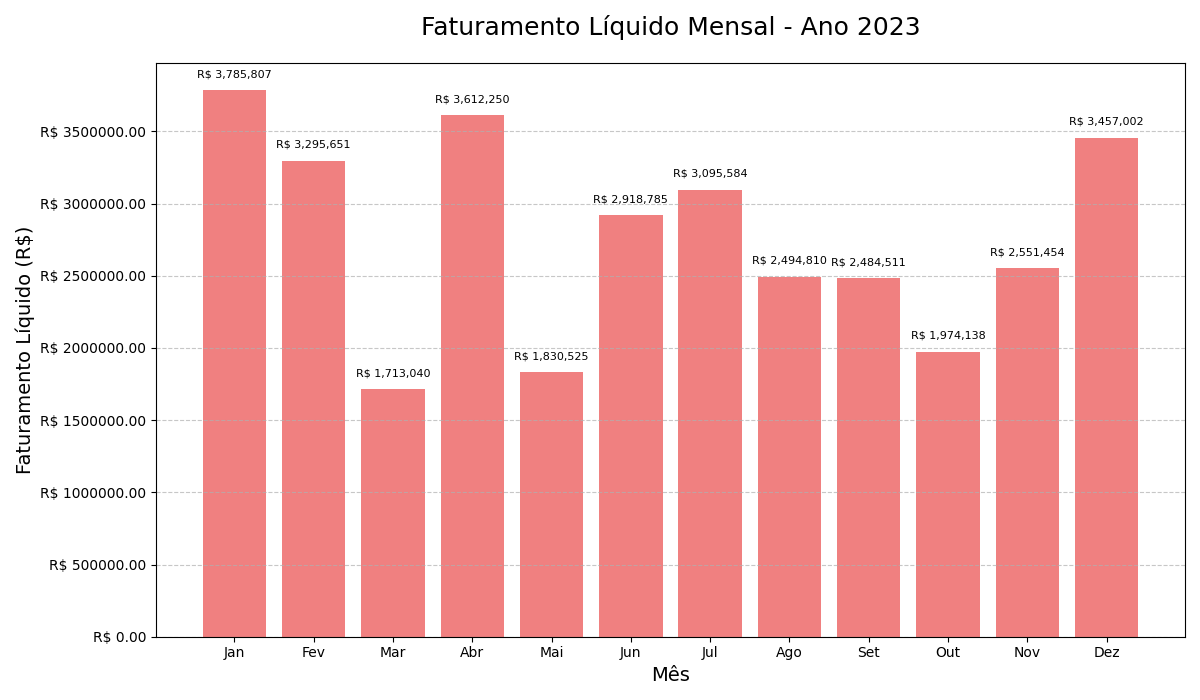 Faturamento Líquido Mensal - Ano 2023
Faturamento Líquido (R$)
R$ 3500000.00
R$ 3000000.00
R$ 2500000.00
R$ 2000000.00
R$ 1500000.00
R$ 1000000.00
R$ 500000.00
R$ 0.00
R$ 3,785,807
R$ 3,295,651
R$ 1,713,040
R$ 3,612,250
R$ 1,830,525
R$ 2,918,785
R$ 3,095,584
R$ 2,494,810
R$ 2,484,511
R$ 1,974,138
R$ 2,551,454
R$ 3,457,002
Jan Fev Mar Abr Mai Jun Jul Ago Set Out Nov Dez
Mês